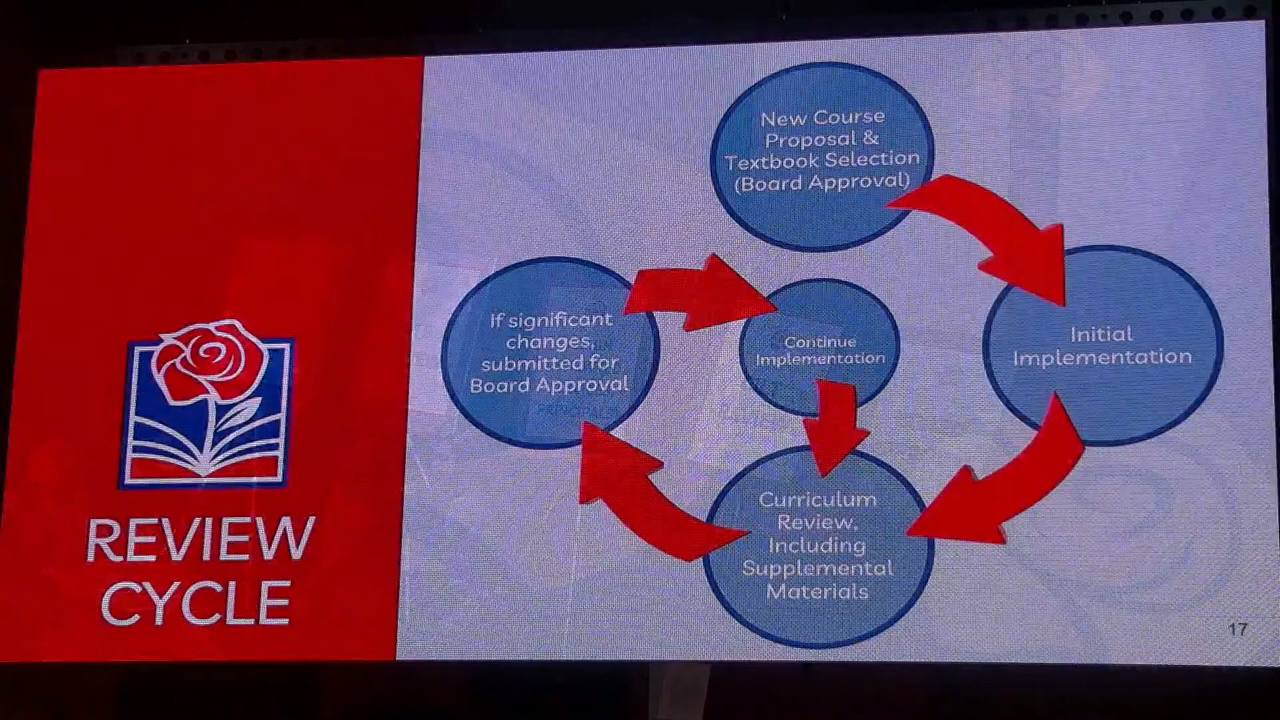 REVIEW
CYCLE
New Course
Proposal &
Textbook Selection
(Board Approval)
Initial
Implementation
Curriculum
Review,
Including
Supplemental
Materials
If significant
changes,
submitted for
Board Approval
Continue
Implementation
17